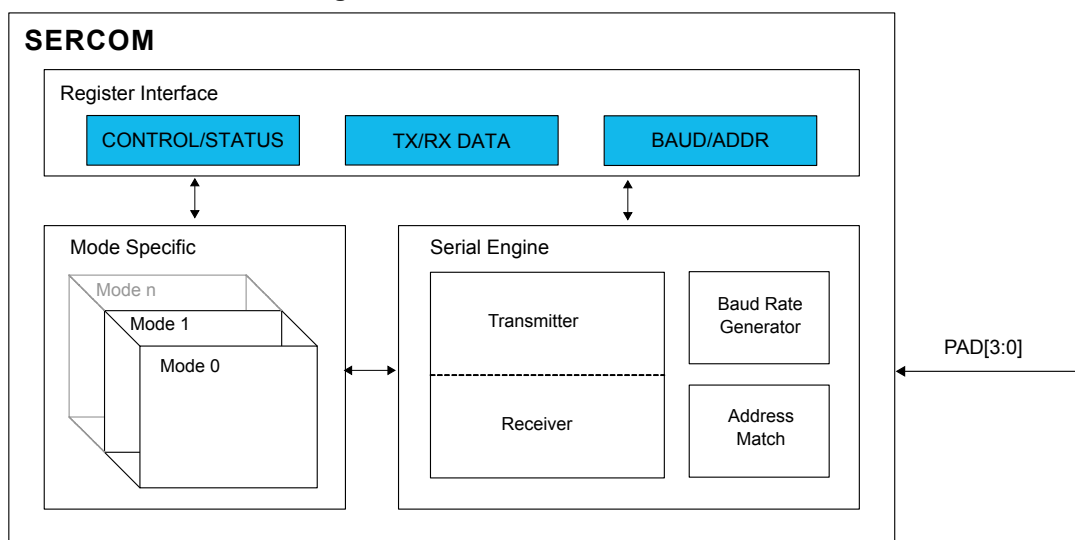 SERCOM
Register Interface
CONTROL/STATUS
TX/RX DATA
BAUD/ADDR
Mode Specific
Mode n
Mode 1
Mode 0
Serial Engine
Transmitter
Receiver
Baud Rate
Generator
Address
Match
PAD[3:0]